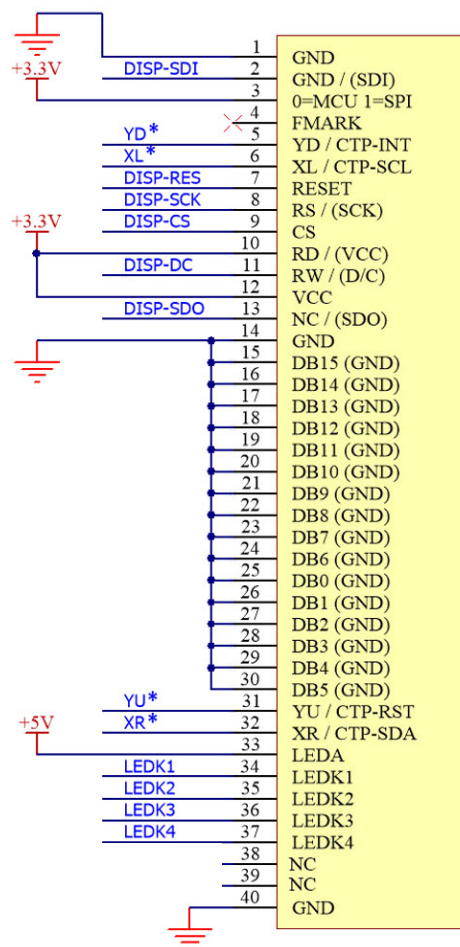 1 GND
+3.3V DISP-SDI 2 GND / (SDI)
3 0=MCU 1=SPI
4 FMARK
YD* 5 YD / CTP-INT
XL* 6 XL / CTP-SCL
DISP-RES 7 RESET
DISP-SCK 8 RS / (SCK)
+3.3V DISP-CS 9 CS
10 RD / (VCC)
DISP-DC 11 RW / (D/C)
12 VCC
DISP-SDO 13 NC / (SDO)
14 GND
15 DB15 (GND)
16 DB14 (GND)
17 DB13 (GND)
18 DB12 (GND)
19 DB11 (GND)
20 DB10 (GND)
21 DB9 (GND)
22 DB8 (GND)
23 DB7 (GND)
24 DB6 (GND)
25 DB0 (GND)
26 DB1 (GND)
27 DB2 (GND)
28 DB3 (GND)
29 DB4 (GND)
30 DB5 (GND)
YU* 31 YU / CTP-RST
+5V XR* 32 XR / CTP-SDA
33 LEDA
LEDK1 34 LEDK1
LEDK2 35 LEDK2
LEDK3 36 LEDK3
LEDK4 37 LEDK4
38 NC
39 NC
40 GND